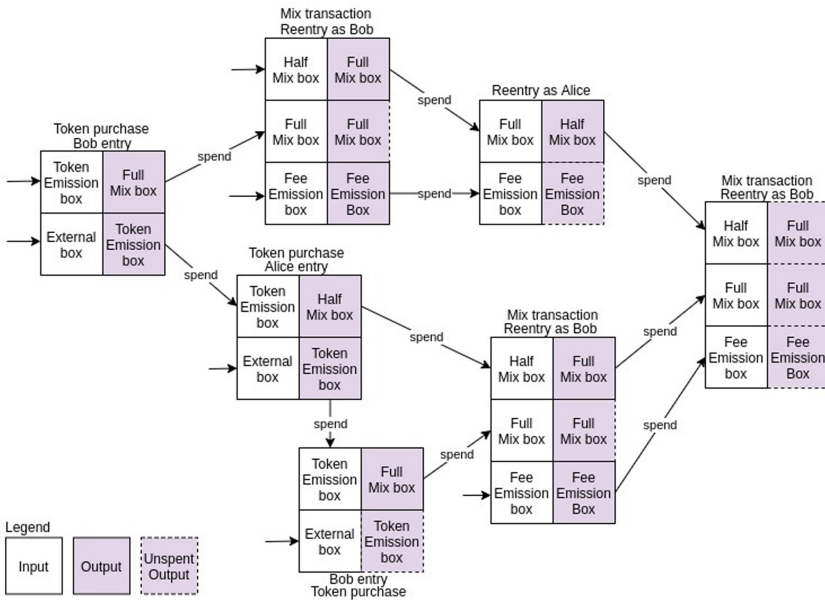 Mix transaction
Reentry as Bob
Half
Mix box
Full
Mix box
Full
Mix box
Full
Mix box
Fee
Emission
box
Fee
Emission
Box
spend
spend
Reentry as Alice
Full
Mix box
Half
Mix box
Fee
Emission
box
Fee
Emission
Box
spend
Token purchase
Bob entry
Token
Emission
box
Full
Mix box
External
box
Token
Emission
box
spend
spend
Token purchase
Alice entry
Token
Emission
box
Half
Mix box
External
box
Token
Emission
box
spend
spend
Token
Emission
box
Full
Mix box
External
box
Token
Emission
box
Bob entry
Token purchase
spend
Mix transaction
Reentry as Bob
Half
Mix box
Full
Mix box
Full
Mix box
Full
Mix box
Fee
Emission
box
Fee
Emission
Box
spend
spend
Mix transaction
Reentry as Bob
Half
Mix box
Full
Mix box
Full
Mix box
Full
Mix box
Fee
Emission
box
Fee
Emission
Box
Legend
Input
Output
Unspent
Output